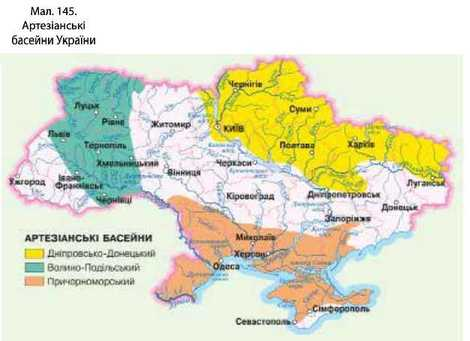 Мал. 145.
Артезіанські
басейни України
Чернігів
Луцьк
Рівне
Суми
Житомир
КИЇВ
Львів
Тернопіль
Полтава
Харків
Хмельницький
Черкаси
Вінниця
Луганськ
Ужгород
Івано-
Франківськ
Чернівці
Кіровоград
Дніпропетровськ
Донецьк
Запоріжжя
АРТЕЗІАНСЬКІ БАСЕЙНИ
Дніпровсько-Донецький
Волино-Подільський
Причорноморський
Миколаїв
Херсон
Одеса
Сімферополь
Севастополь